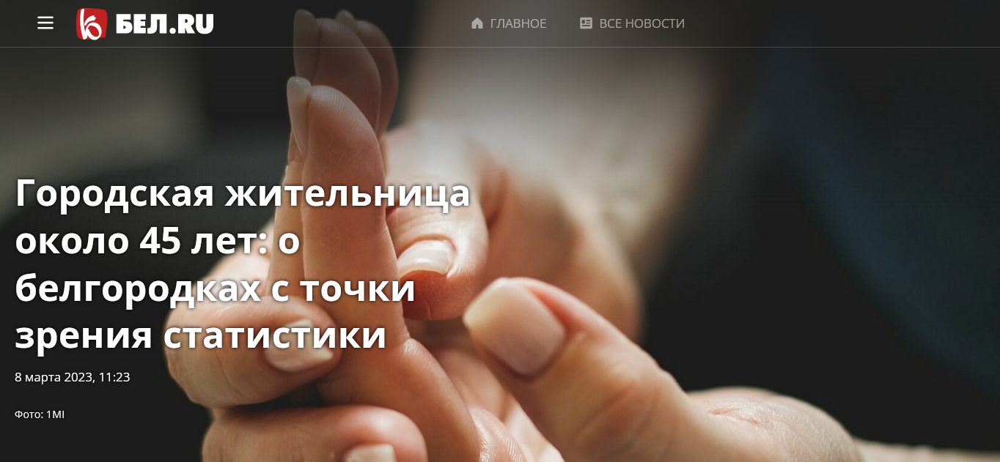 БЕЛ.RU
ГЛАВНОЕ
ВСЕ НОВОСТИ
Городская жительница
около 45 лет: о
белгородках с точки
зрения статистики
8 марта 2023, 11:23
Фото: 1MI